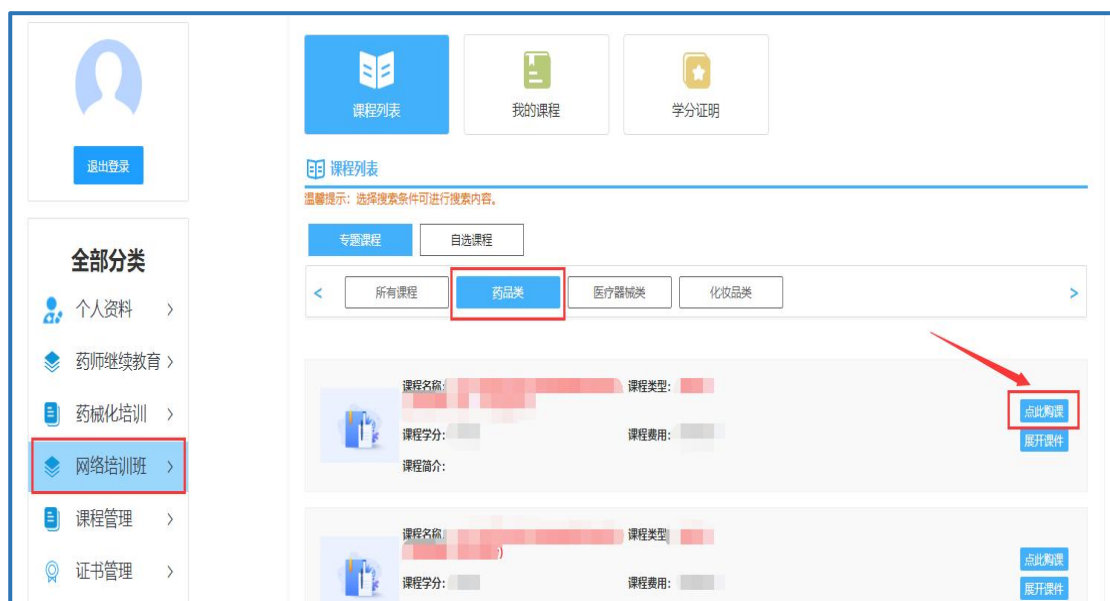 退出登录
全部分类
个人资料
药师继续教育
药械化培训
网络培训班
课程管理
证书管理
课程列表
我的课程
学分证明
课程列表
温馨提示：选择搜索条件可进行搜索内容。
专题课程
自选课程
<
所有课程
药品类
医疗器械类
化妆品类
>
课程名称:
课程类型:
课程学分:
课程费用:
课程简介:
点此购课
展开课件
课程名称
课程类型
课程学分:
课程费用:
点此购课
展开课件